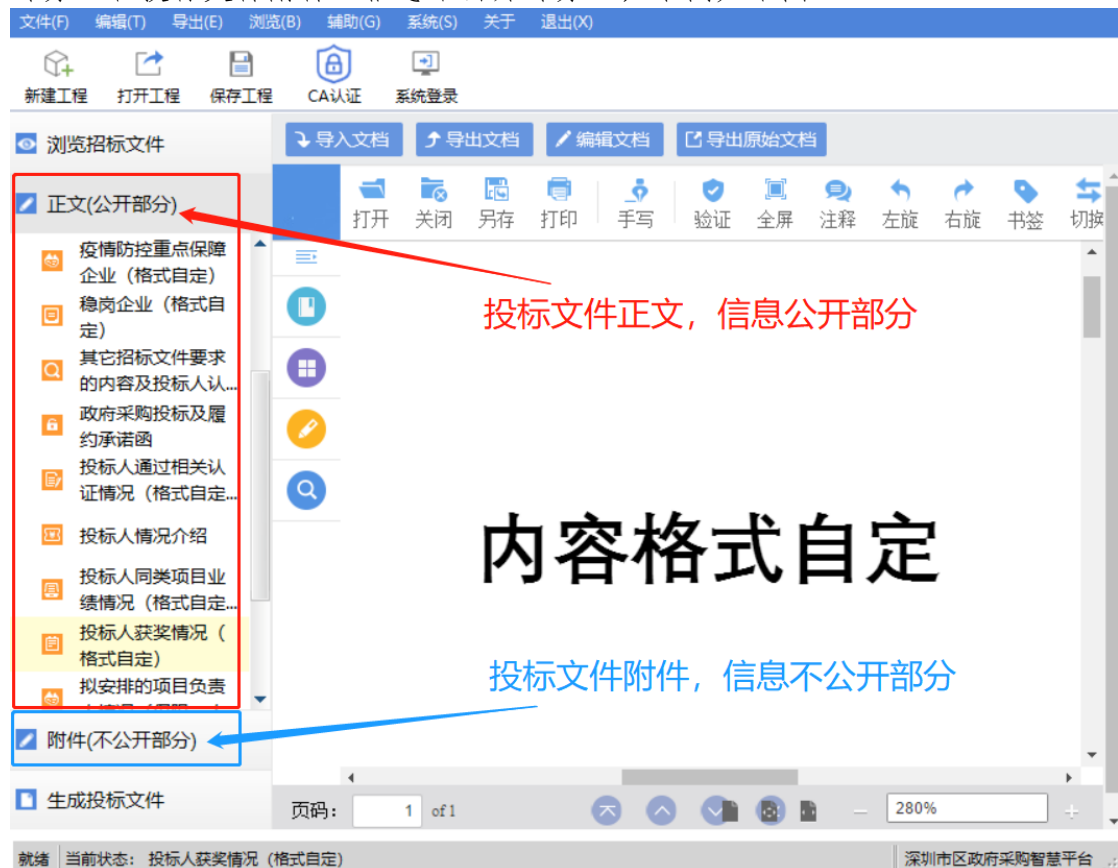 文件(F) 编辑(T) 导出(E) 浏览(B) 辅助(G) 系统(S) 关于 退出(X)
新建工程 打开工程 保存工程 CA认证 系统登录
浏览招标文件
导入文档 导出文档 编辑文档 导出原始文档
正文(公开部分)
打开 关闭 另存 打印 手写 验证 全屏 注释 左旋 右旋 书签 切换
疫情防控重点保障
企业（格式自定）
稳岗企业（格式自
定）
其它招标文件要求
的内容及投标人认...
政府采购投标及履
约承诺函
投标人通过相关认
证情况（格式自定...
投标人情况介绍
投标人同类项目业
绩情况（格式自定...
投标人获奖情况（
格式自定）
拟安排的项目负责
投标文件正文，信息公开部分
内容格式自定
投标文件附件，信息不公开部分
附件(不公开部分)
生成投标文件
页码： 1 of 1 280%
就绪 当前状态： 投标人获奖情况（格式自定） 深圳市区政府采购智慧平台